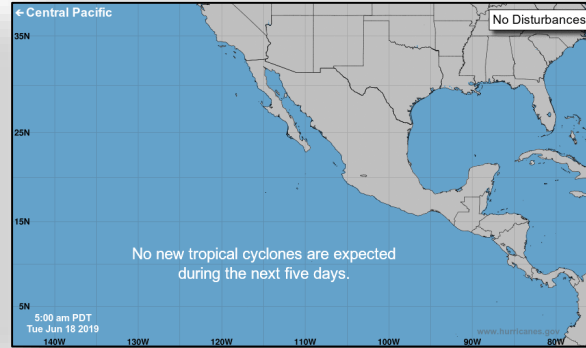 ← Central Pacific
No Disturbances
35N
25N
15N
No new tropical cyclones are expected
during the next five days.
5N
5:00 am PDT
Tue Jun 18 2019
www.hurricanes.gov
140W 130W 120W 110W 100W 90W 80W